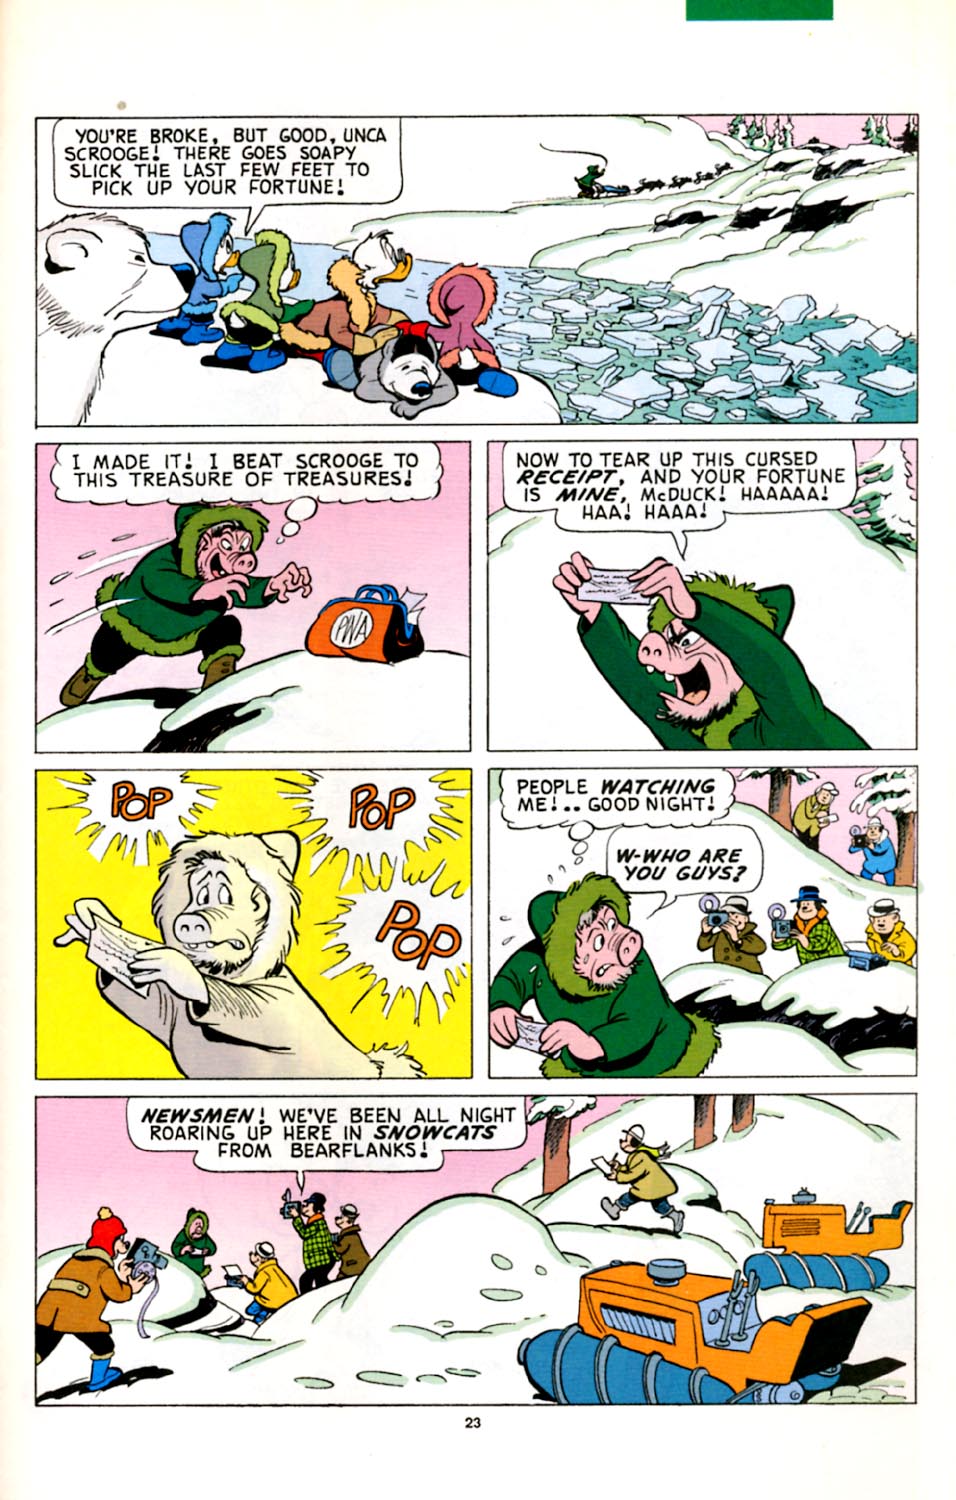 YOU'RE BROKE, BUT GOOD, UNCA
SCROOGE! THERE GOES SOAPY
SLICK THE LAST FEW FEET TO
PICK UP YOUR FORTUNE!
I MADE IT! I BEAT SCROOGE TO
THIS TREASURE OF TREASURES!
PWA
NOW TO TEAR UP THIS CURSED
RECEIPT, AND YOUR FORTUNE
IS MINE, McDUCK! HAAAAA!
HAA! HAAA!
POP
POP
POP
PEOPLE WATCHING
ME!.. GOOD NIGHT!
W-WHO ARE
YOU GUYS?
NEWSMEN! WE'VE BEEN ALL NIGHT
ROARING UP HERE IN SNOWCATS
FROM BEARFLANKS!
23